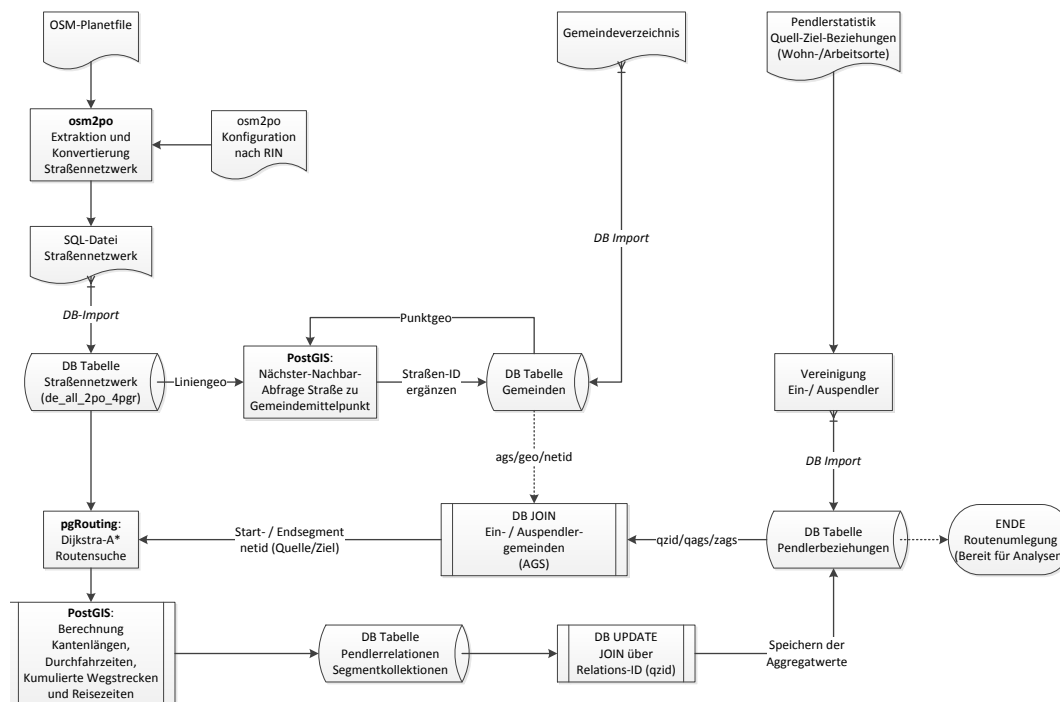 OSM-Planetfile
Gemeindeverzeichnis
Pendlerstatistik
Quell-Ziel-Beziehungen
(Wohn-/Arbeitsorte)
osm2po
Extraktion und
Konvertierung
Straßennetzwerk
osm2po
Konfiguration
nach RIN
SQL-Datei
Straßennetzwerk
DB Import
DB-Import
Punktgeo
DB Tabelle
Straßennetzwerk
(de_all_2po_4pgr)
Liniengeo
PostGIS:
Nächster-Nachbar-
Abfrage Straße zu
Gemeindemittelpunkt
Straßen-ID
ergänzen
DB Tabelle
Gemeinden
Vereinigung
Ein-/ Auspendler
ags/geo/netid
DB Import
pgRouting:
Dijkstra-A*
Routensuche
Start- / Endsegment
netid (Quelle/Ziel)
DB JOIN
Ein- / Auspendler-
gemeinden
(AGS)
qzid/qags/zags
DB Tabelle
Pendlerbeziehungen
ENDE
Routenumlegung
(Bereit für Analysen)
PostGIS:
Berechnung
Kantenlängen,
Durchfahrzeiten,
Kumulierte Wegstrecken
und Reisezeiten
DB Tabelle
Pendlerrelationen
Segmentkollektionen
DB UPDATE
JOIN über
Relations-ID (qzid)
Speichern der
Aggregatwerte